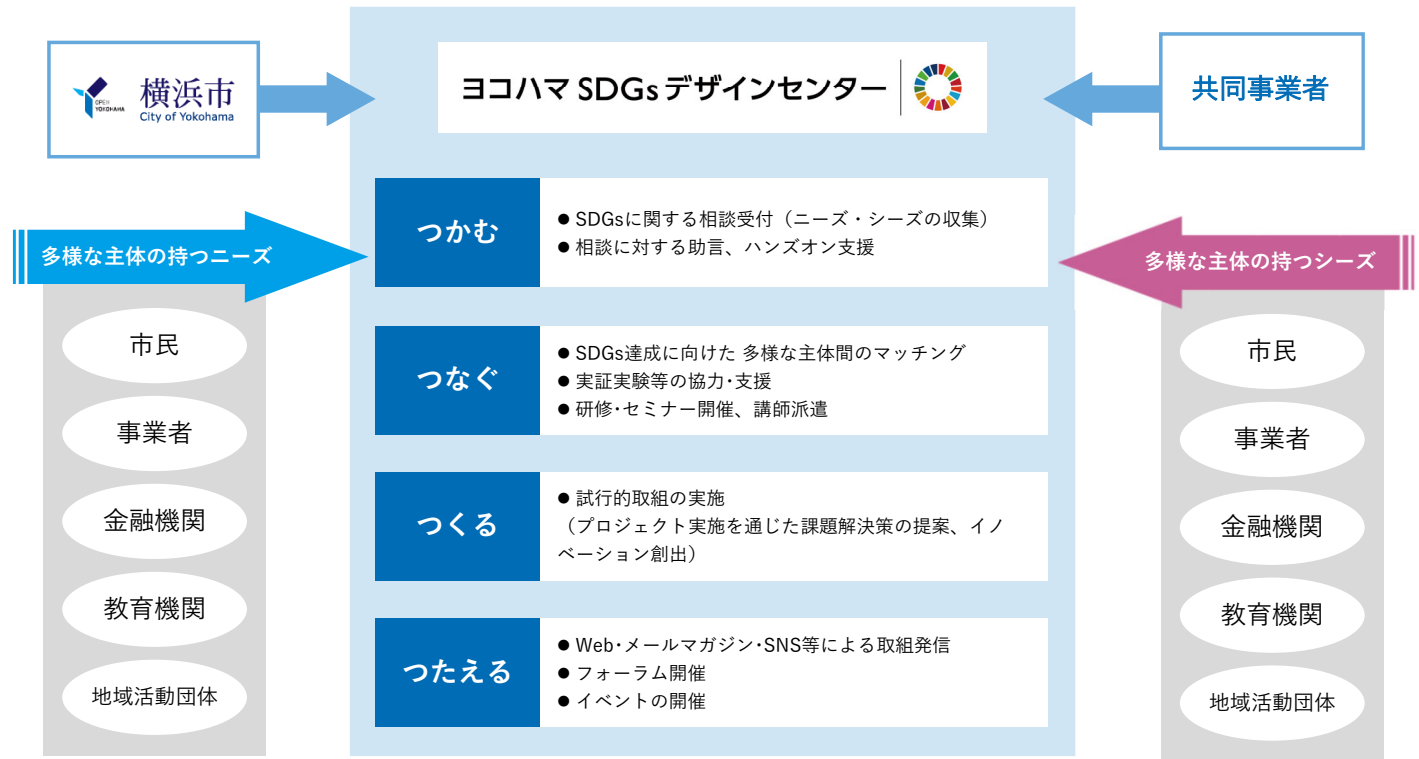 OPEN
YOKOHAMA
横浜市
City of Yokohama
ヨコハマ SDGs デザインセンター
共同事業者
多様な主体の持つニーズ
市民
事業者
金融機関
教育機関
地域活動団体
つかむ
● SDGsに関する相談受付（ニーズ・シーズの収集）
● 相談に対する助言、ハンズオン支援
つなぐ
● SDGs達成に向けた 多様な主体間のマッチング
● 実証実験等の協力･支援
● 研修･セミナー開催、講師派遣
つくる
● 試行的取組の実施
（プロジェクト実施を通じた課題解決策の提案、イノ
ベーション創出）
つたえる
● Web･メールマガジン･SNS等による取組発信
● フォーラム開催
● イベントの開催
多様な主体の持つシーズ
市民
事業者
金融機関
教育機関
地域活動団体